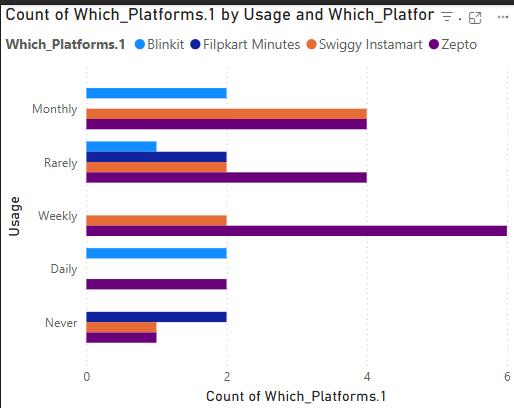 Count of Which_Platforms.1 by Usage and Which_Platfor
Which_Platforms.1 Blinkit Filpkart Minutes Swiggy Instamart Zepto
Monthly
Rarely
Weekly
Daily
Never
Usage
0 2 4 6
Count of Which_Platforms.1